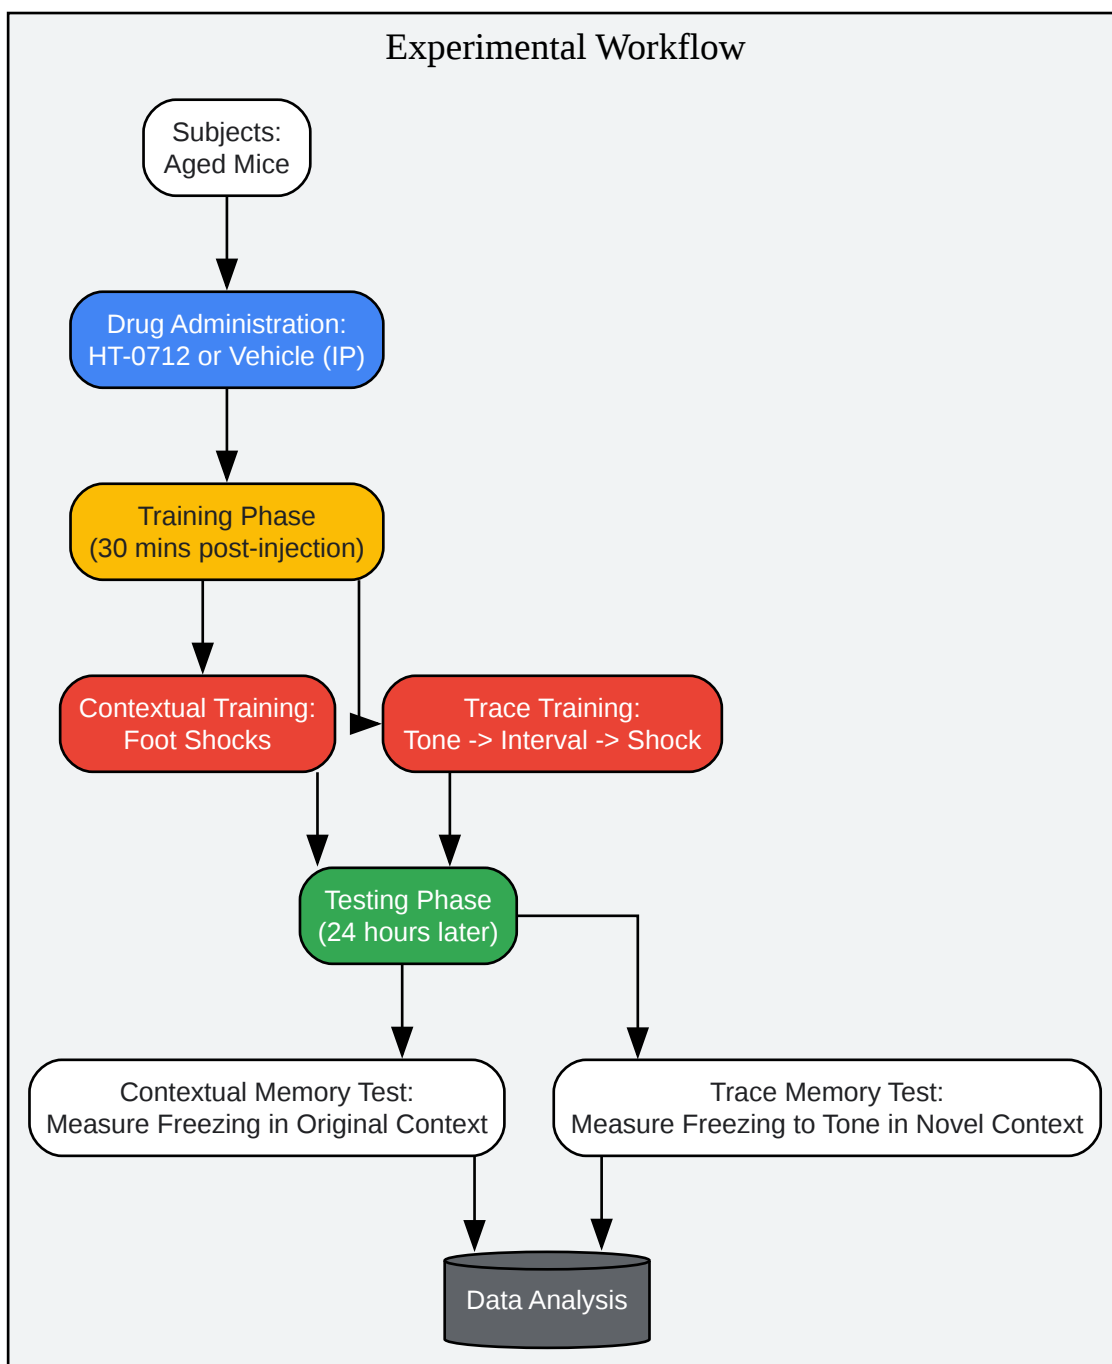 Experimental Workflow
Subjects:
Aged Mice
Drug Administration:
HT-0712 or Vehicle (IP)
Training Phase
(30 mins post-injection)
Contextual Training:
Foot Shocks
Trace Training:
Tone -> Interval -> Shock
Testing Phase
(24 hours later)
Contextual Memory Test:
Measure Freezing in Original Context
Trace Memory Test:
Measure Freezing to Tone in Novel Context
Data Analysis